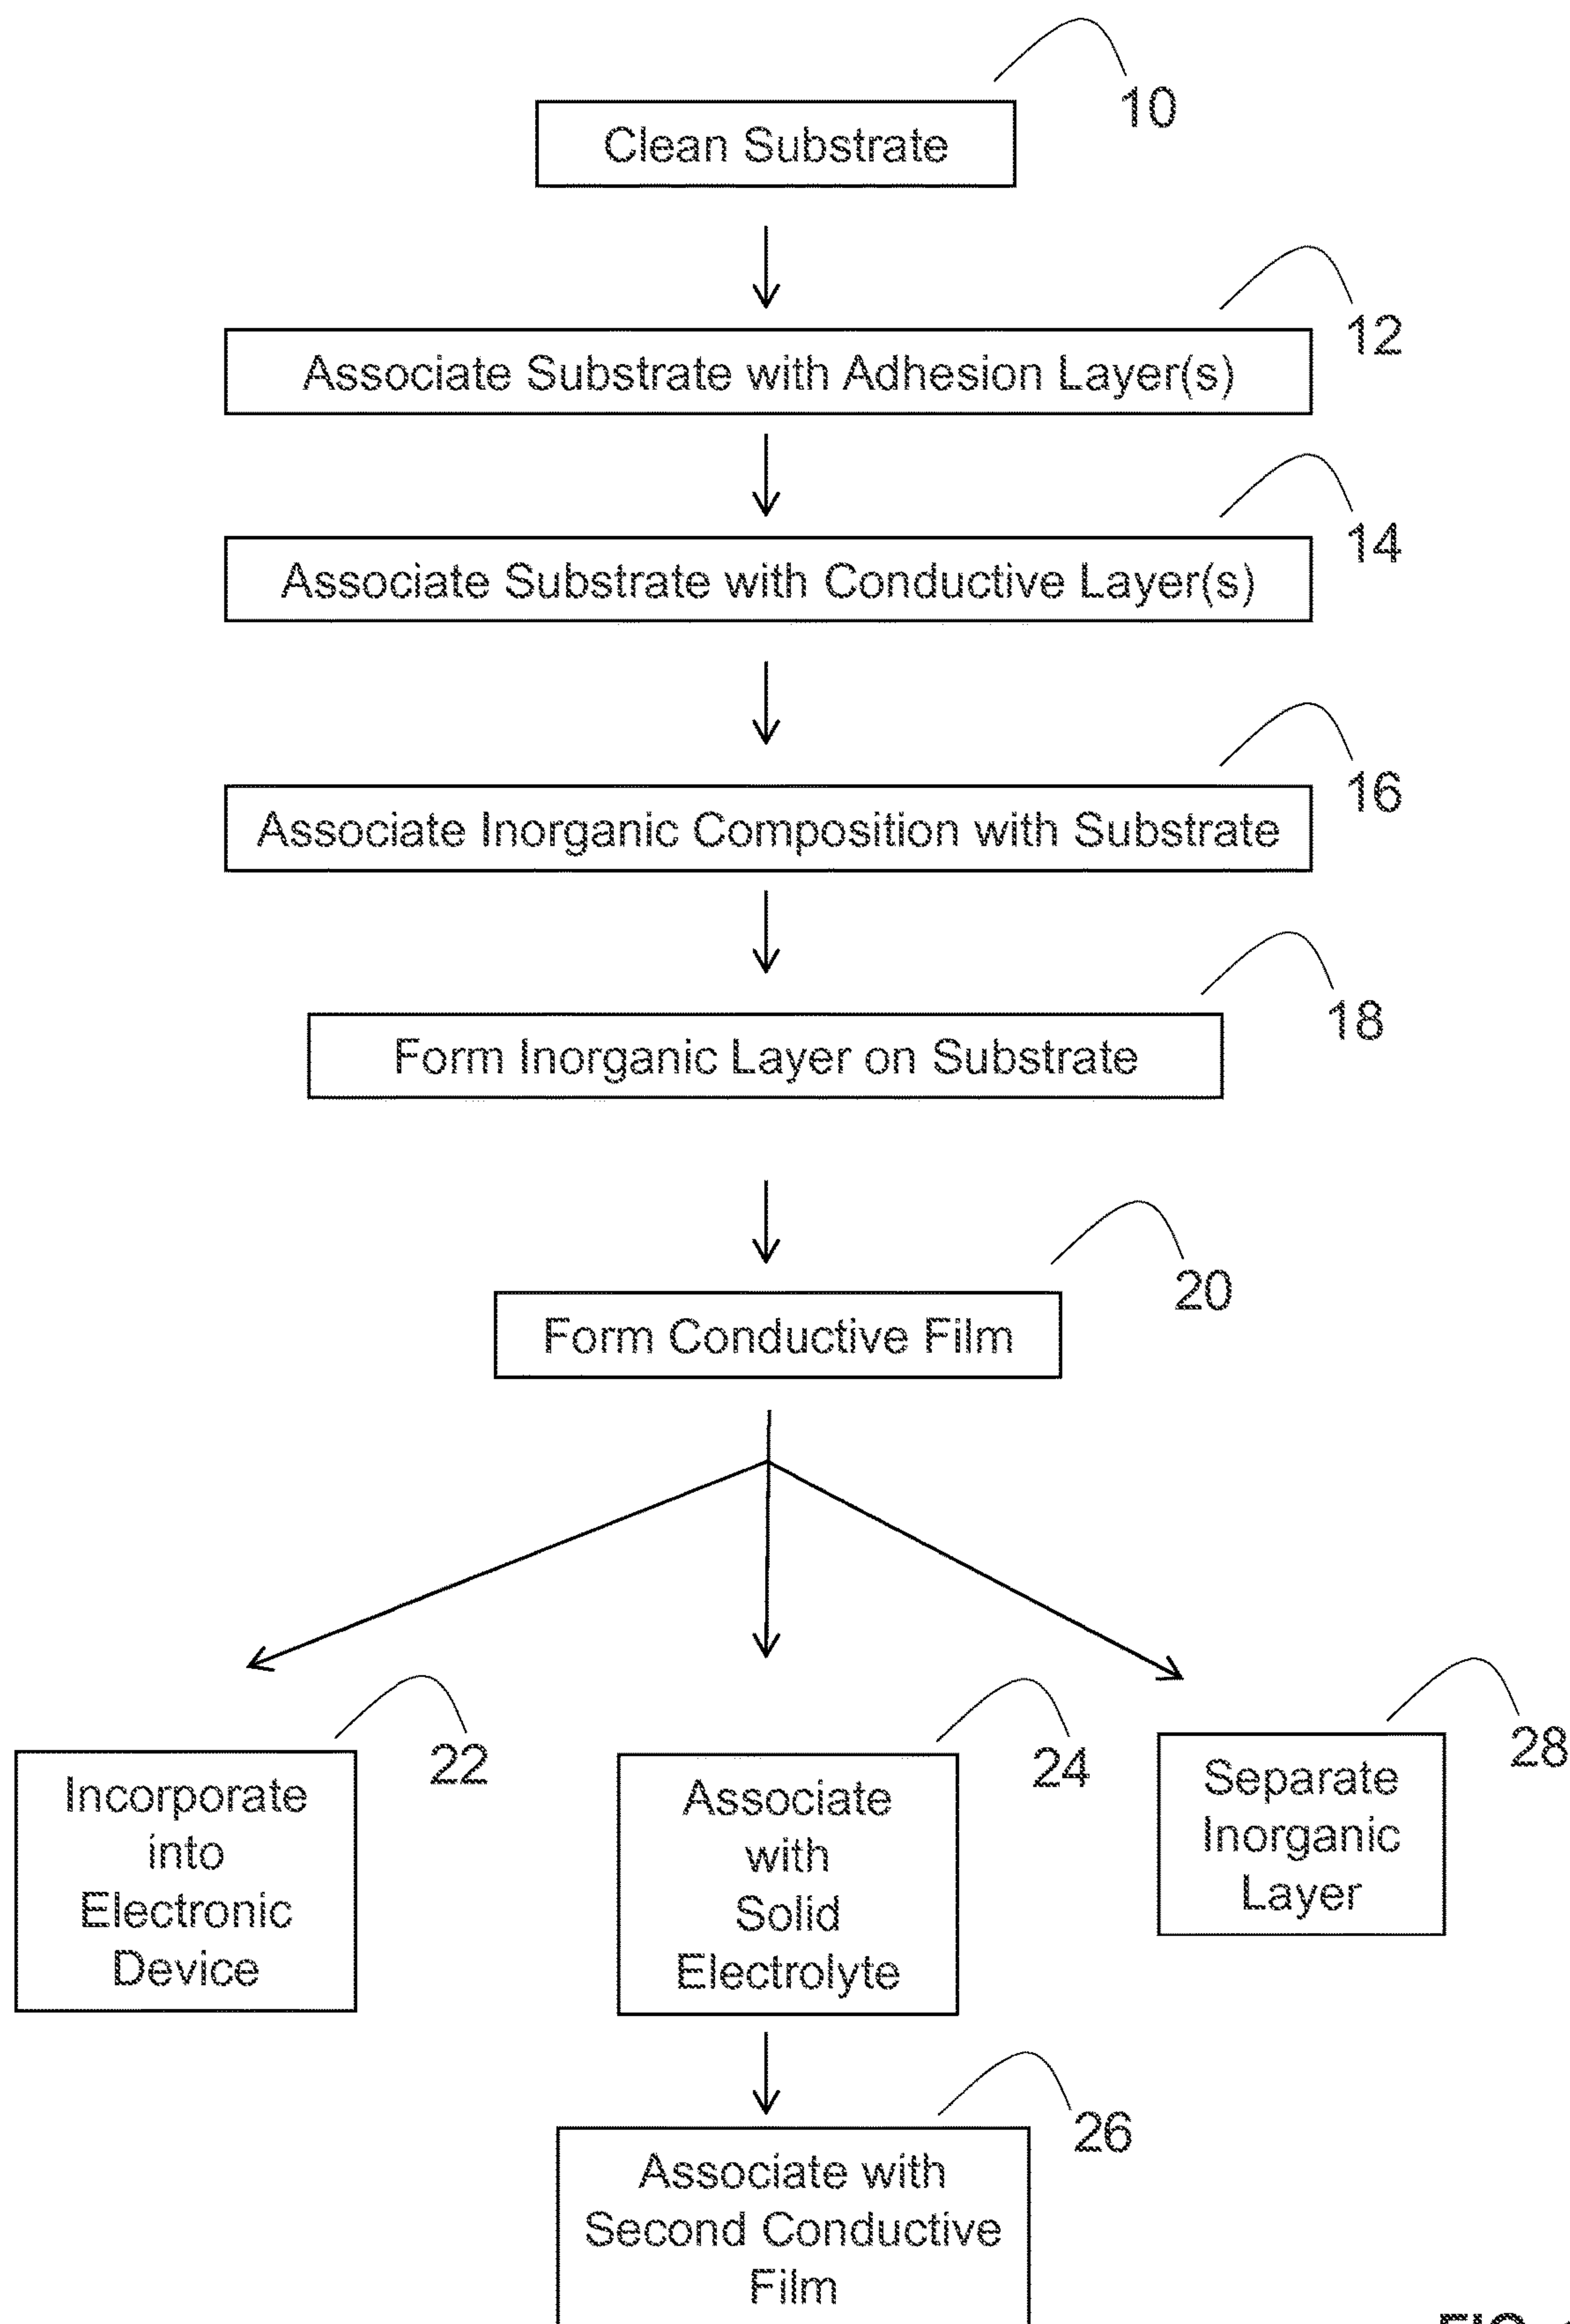 10
Clean Substrate
12
Associate Substrate with Adhesion Layer(s)
14
Associate Substrate with Conductive Layer(s)
16
Associate Inorganic Composition with Substrate
18
Form Inorganic Layer on Substrate
20
Form Conductive Film
22
Incorporate
into
Electronic
Device
24
Associate
with
Solid
Electrolyte
28
Separate
Inorganic
Layer
26
Associate with
Second Conductive
Film